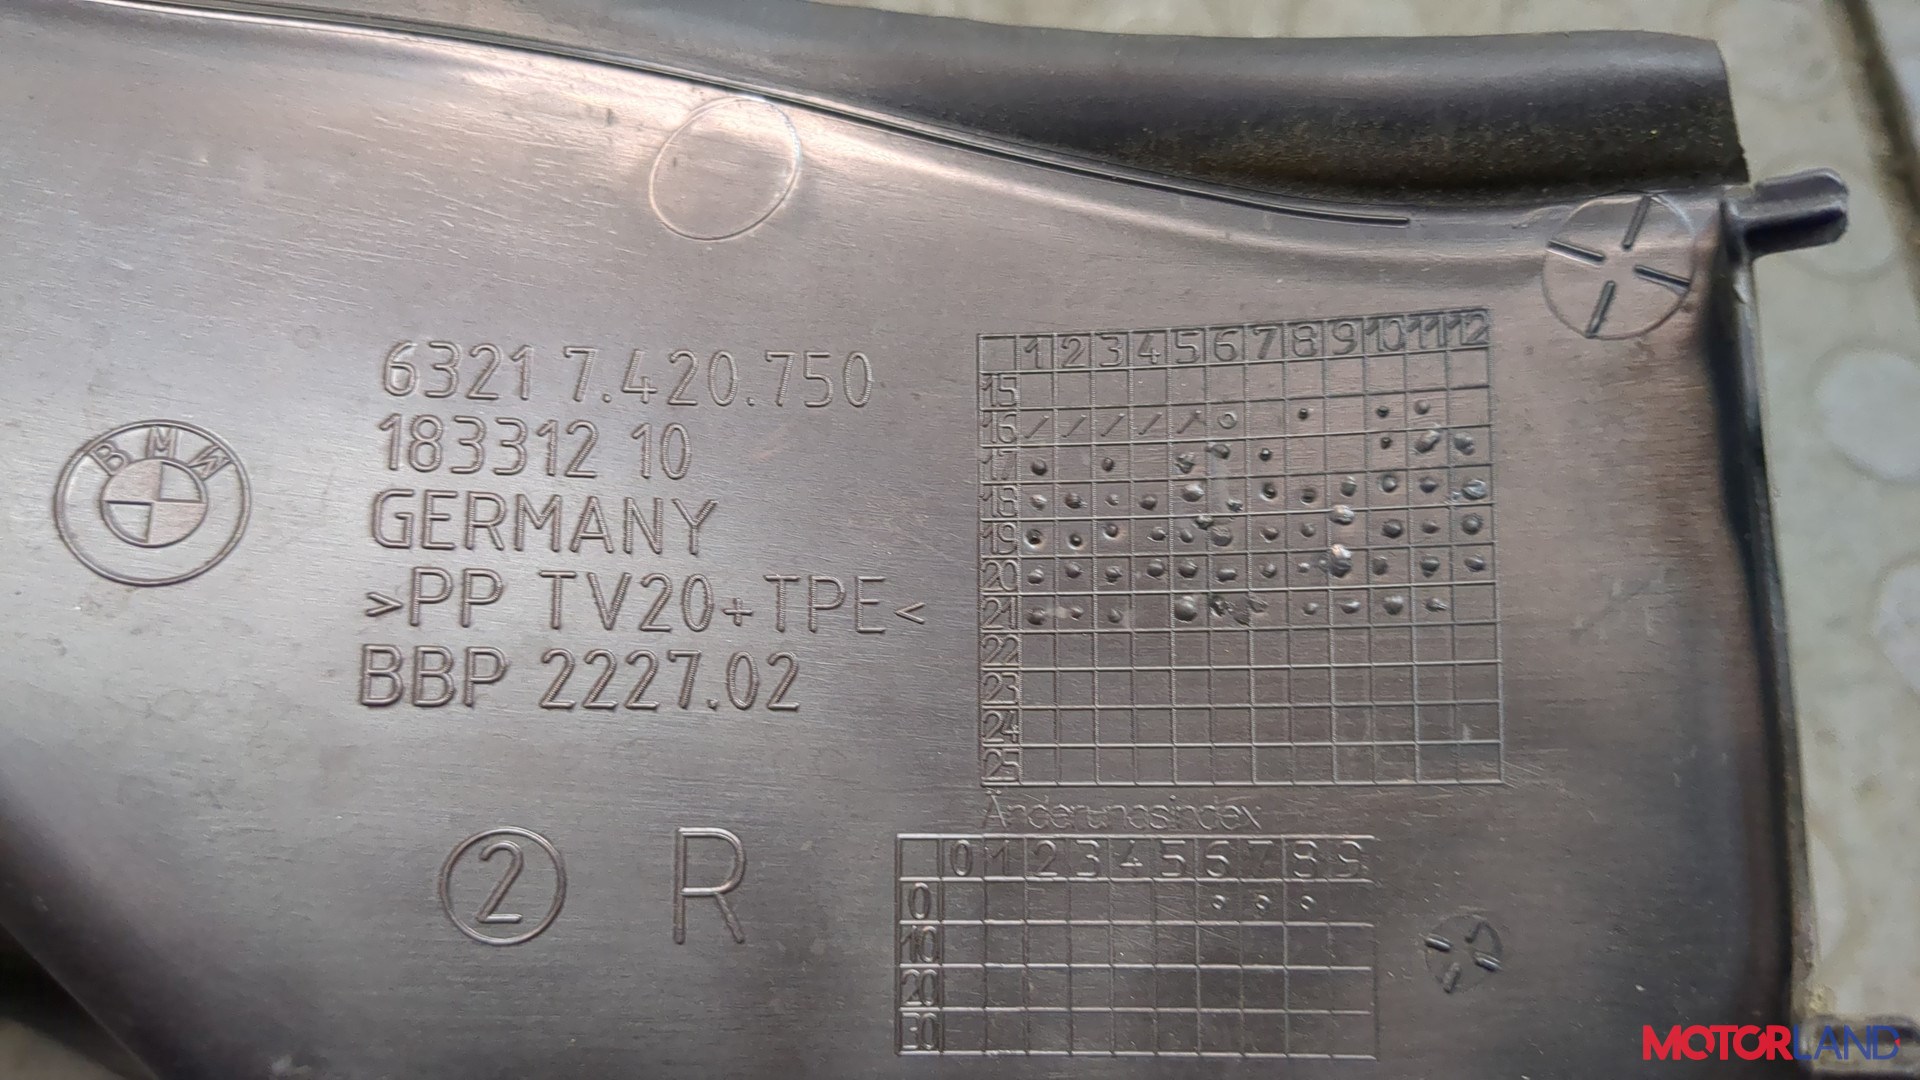 BMW
6321 7.420.750
183312 10
GERMANY
>PP TV20+TPE<
BBP 2227.02
2
R
1 2 3 4 5 6 7 8 9 10 11 12
15
16
17
18
19
20
21
22
23
24
25
Änderungsindex
0 1 2 3 4 5 6 7 8 9
0
10
20
30
MOTORLAND